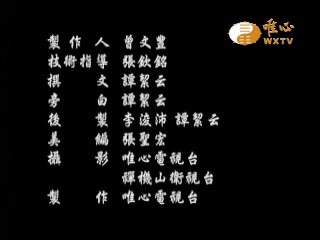 唯心
WXTV
製作人 曾文豐
技術指導 張欽銘
撰文 譚絜云
旁白 譚絜云
後製 李浚沛 譚絜云
美編 張聖宏
攝影 唯心電視台
禪機山衛視台
製作 唯心電視台